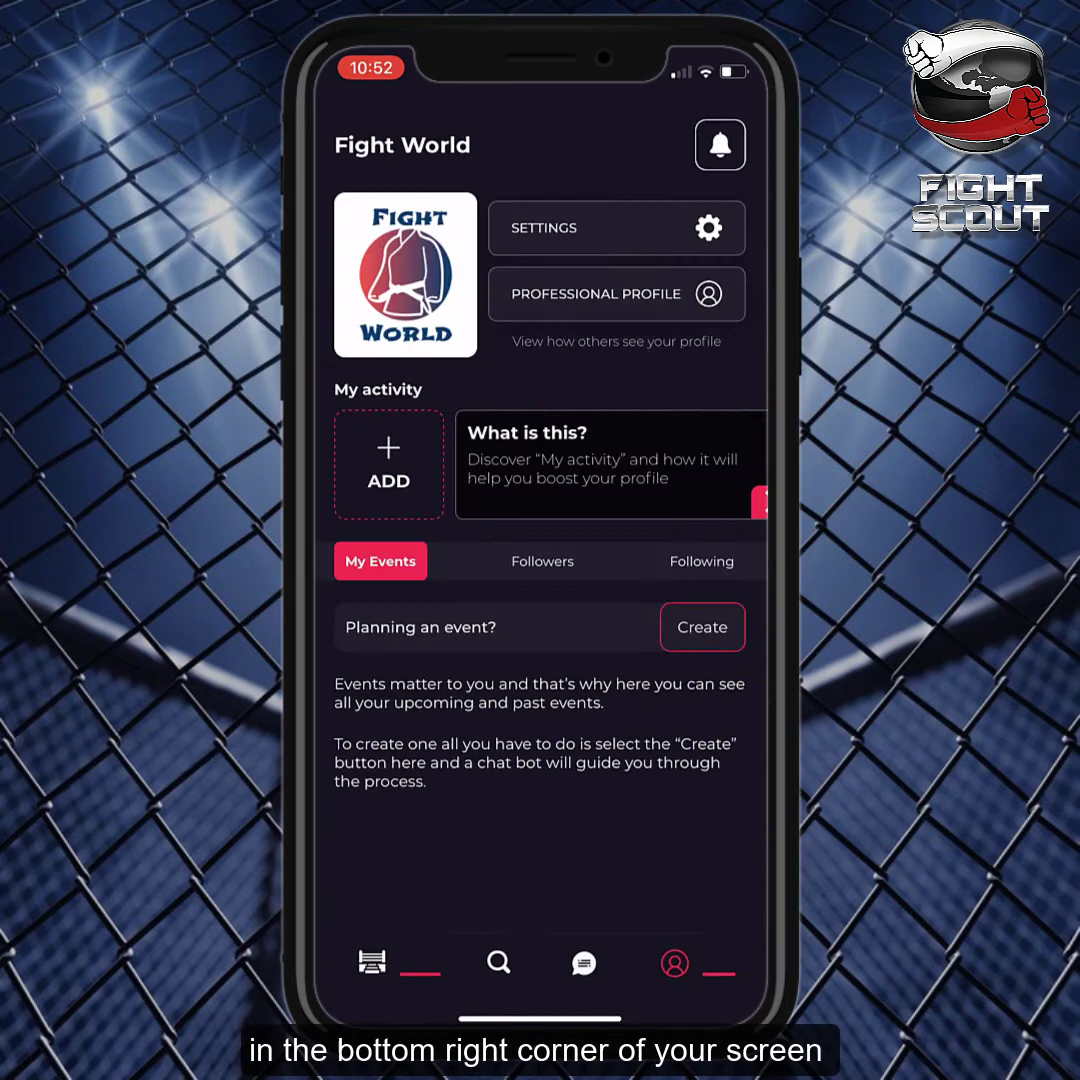 10:52
FIGHT
SCOUT
Fight World
FIGHT
WORLD
SETTINGS
PROFESSIONAL PROFILE
View how others see your profile
My activity
+
ADD
What is this?
Discover “My activity” and how it will
help you boost your profile
My Events
Followers
Following
Planning an event?
Create
Events matter to you and that’s why here you can see
all your upcoming and past events.
To create one all you have to do is select the “Create”
button here and a chat bot will guide you through
the process.
in the bottom right corner of your screen